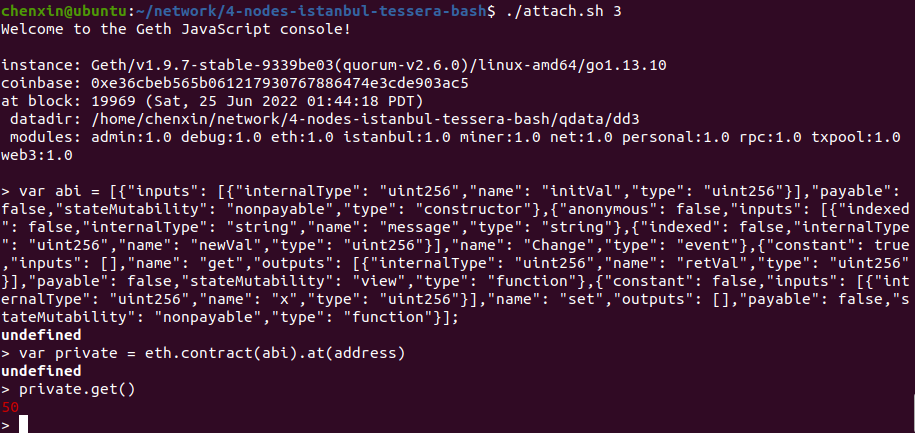 chenxin@ubuntu:~/network/4-nodes-istanbul-tessera-bash$ ./attach.sh 3
Welcome to the Geth JavaScript console!
instance: Geth/v1.9.7-stable-9339be03(quorum-v2.6.0)/linux-amd64/go1.13.10
coinbase: 0xe36cbeb565b061217930767886474e3cde903ac5
at block: 19969 (Sat, 25 Jun 2022 01:44:18 PDT)
 datadir: /home/chenxin/network/4-nodes-istanbul-tessera-bash/qdata/dd3
 modules: admin:1.0 debug:1.0 eth:1.0 istanbul:1.0 miner:1.0 net:1.0 personal:1.0 rpc:1.0 txpool:1.0
web3:1.0
> var abi = [{"inputs": [{"internalType": "uint256","name": "initVal","type": "uint256"}],"payable":
false,"stateMutability": "nonpayable","type": "constructor"},{"anonymous": false,"inputs": [{"indexed
": false,"internalType": "string","name": "message","type": "string"},{"indexed": false,"internalType
": "uint256","name": "newVal","type": "uint256"}],"name": "Change","type": "event"},{"constant": true
,"inputs": [],"name": "get","outputs": [{"internalType": "uint256","name": "retVal","type": "uint256"
}],"payable": false,"stateMutability": "view","type": "function"},{"constant": false,"inputs": [{"int
ernalType": "uint256","name": "x","type": "uint256"}],"name": "set","outputs": [],"payable": false,"s
tateMutability": "nonpayable","type": "function"}];
undefined
> var private = eth.contract(abi).at(address)
undefined
> private.get()
50
>